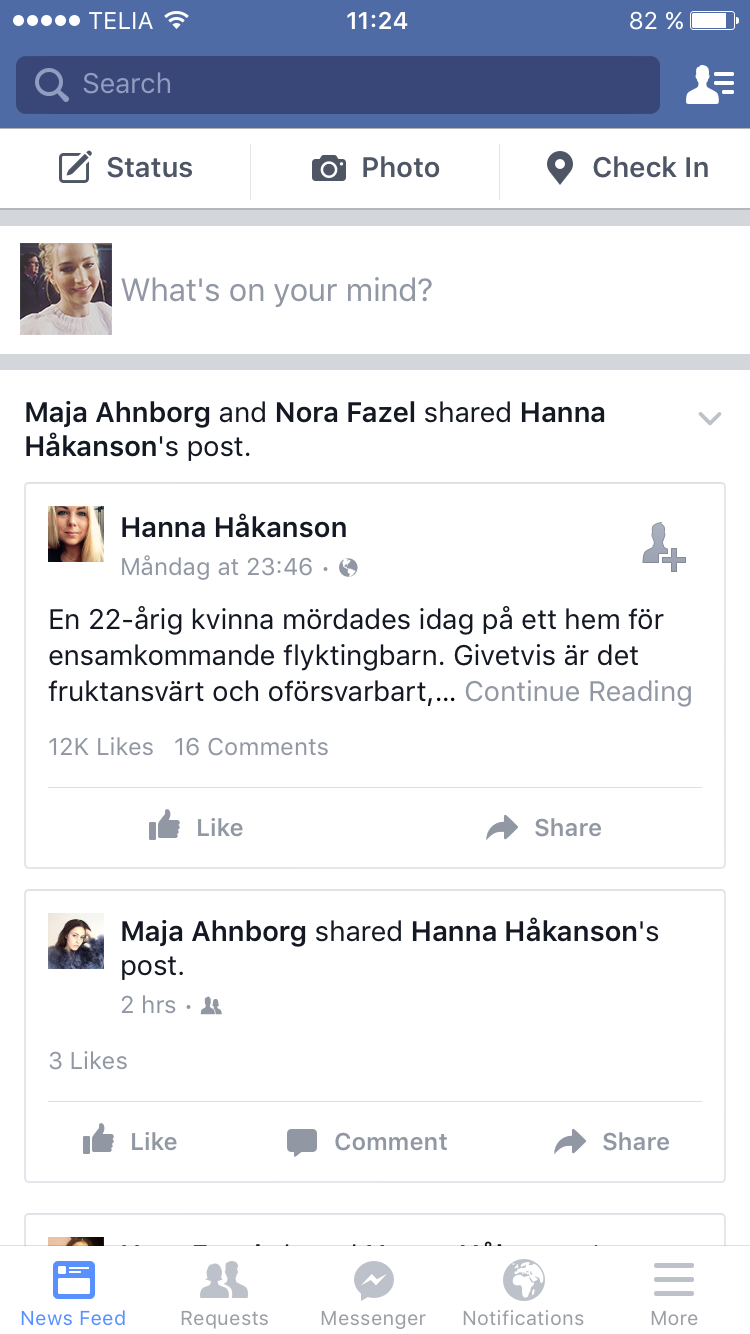 TELIA 11:24 82 %
Search
Status Photo Check In
What's on your mind?
Maja Ahnborg and Nora Fazel shared Hanna
Håkanson's post.
Hanna Håkanson
Måndag at 23:46 ·
En 22-årig kvinna mördades idag på ett hem för
ensamkommande flyktingbarn. Givetvis är det
fruktansvärt och oförsvarbart,... Continue Reading
12K Likes 16 Comments
Like Share
Maja Ahnborg shared Hanna Håkanson's
post.
2 hrs ·
3 Likes
Like Comment Share
News Feed Requests Messenger Notifications More